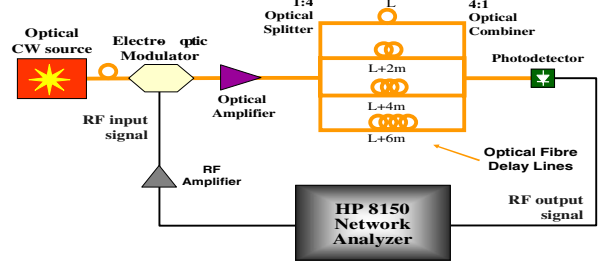 Optical
CW source
Electro optic
Modulator
Optical
Amplifier
1:4
Optical
Splitter
L
L+2m
L+4m
L+6m
4:1
Optical
Combiner
Photodetector
RF input
signal
RF
Amplifier
Optical Fibre
Delay Lines
HP 8150
Network
Analyzer
RF output
signal